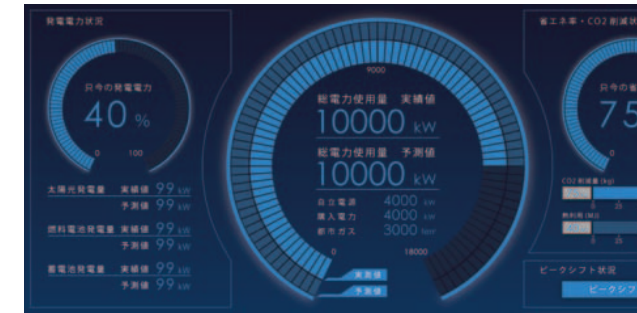 発電電力状況
只今の発電電力
40 %
0 100
太陽光発電量 実績値 99 kW
予測値 99 kW
燃料電池発電量 実績値 99 kW
予測値 99 kW
蓄電池発電量 実績値 99 kW
予測値 99 kW
9000
総電力使用量 実績値
10000 kW
総電力使用量 予測値
10000 kW
自立電源 4000 kW
購入電力 4000 kW
都市ガス 3000
0 18000
実測値
予測値
省エネ率・CO2削減状
只今の省
75
0
CO2削減量(kg)
0 25
燃料用(MJ)
0 25
ピークシフト状況
ピークシフ